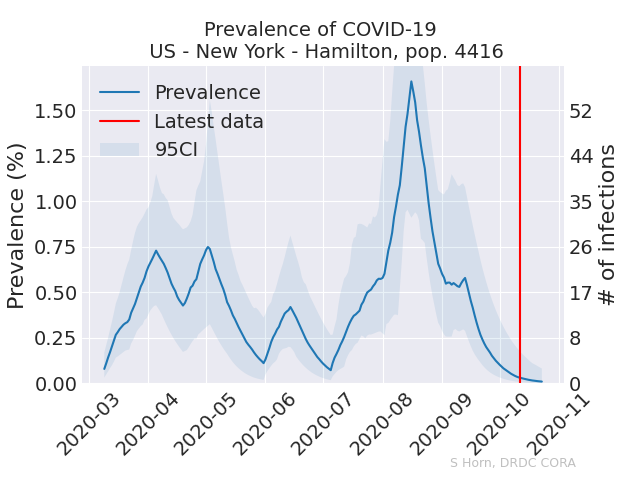 Prevalence of COVID-19
US - New York - Hamilton, pop. 4416
Prevalence
Latest data
95CI
Prevalence (%)
1.50
1.25
1.00
0.75
0.50
0.25
0.00
52
44
35
26
17
8
0
# of infections
2020-03
2020-04
2020-05
2020-06
2020-07
2020-08
2020-09
2020-10
2020-11
S Horn, DRDC CORA